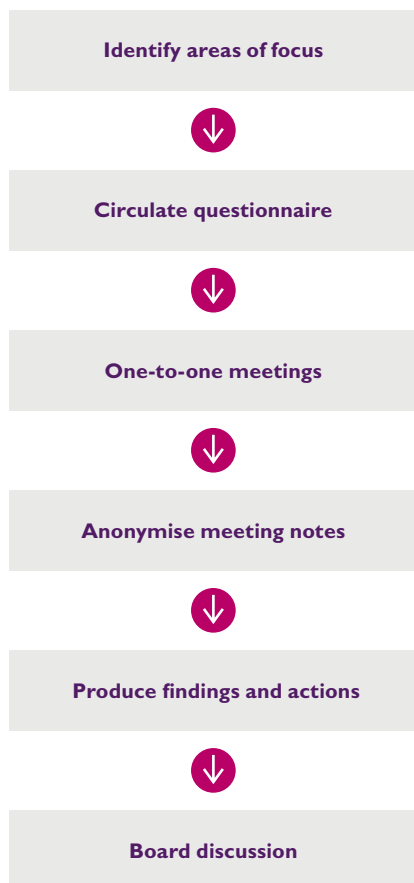 Identify areas of focus
Circulate questionnaire
One-to-one meetings
Anonymise meeting notes
Produce findings and actions
Board discussion